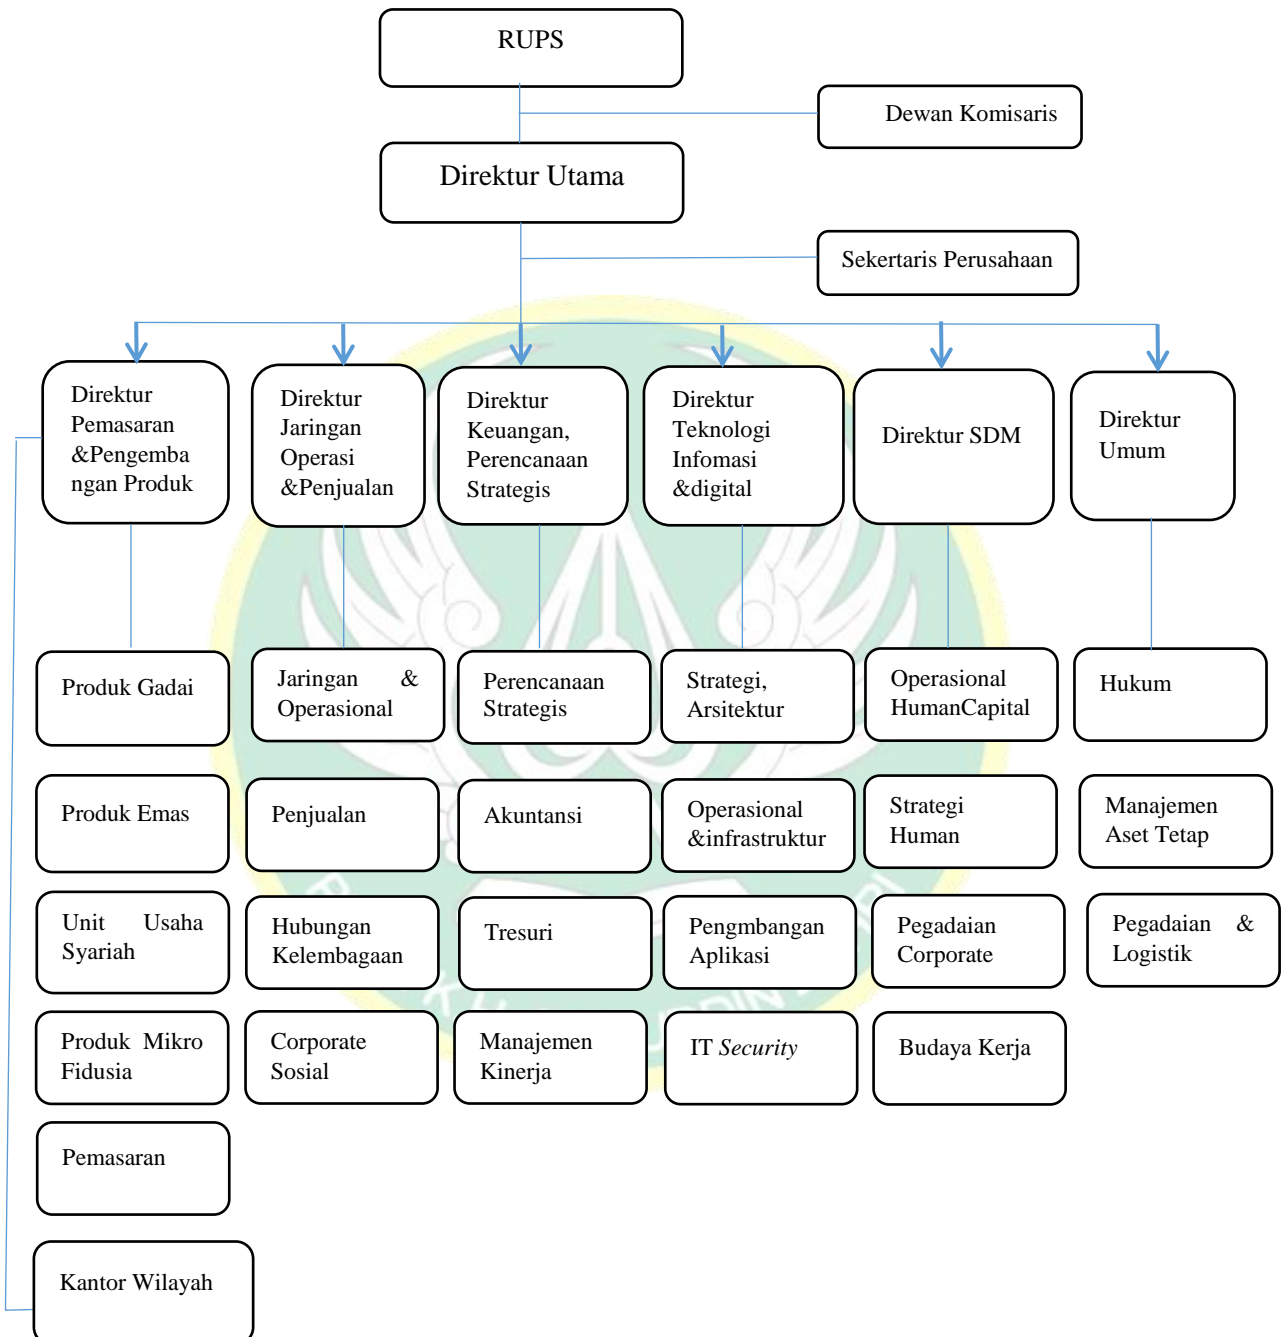 RUPS
Dewan Komisaris
Direktur Utama
Sekertaris Perusahaan
Direktur
Pemasaran
&Pengemba
ngan Produk
Direktur
Jaringan
Operasi
&Penjualan
Direktur
Keuangan,
Perencanaan
Strategis
Direktur
Teknologi
Infomasi
&digital
Direktur SDM
Direktur
Umum
Produk Gadai
Jaringan &
Operasional
Perencanaan
Strategis
Strategi,
Arsitektur
Operasional
HumanCapital
Hukum
Produk Emas
Penjualan
Akuntansi
Operasional
&infrastruktur
Strategi
Human
Manajemen
Aset Tetap
Unit Usaha
Syariah
Hubungan
Kelembagaan
Tresuri
Pengmbangan
Aplikasi
Pegadaian
Corporate
Pegadaian &
Logistik
Produk Mikro
Fidusia
Corporate
Sosial
Manajemen
Kinerja
IT Security
Budaya Kerja
Pemasaran
Kantor Wilayah